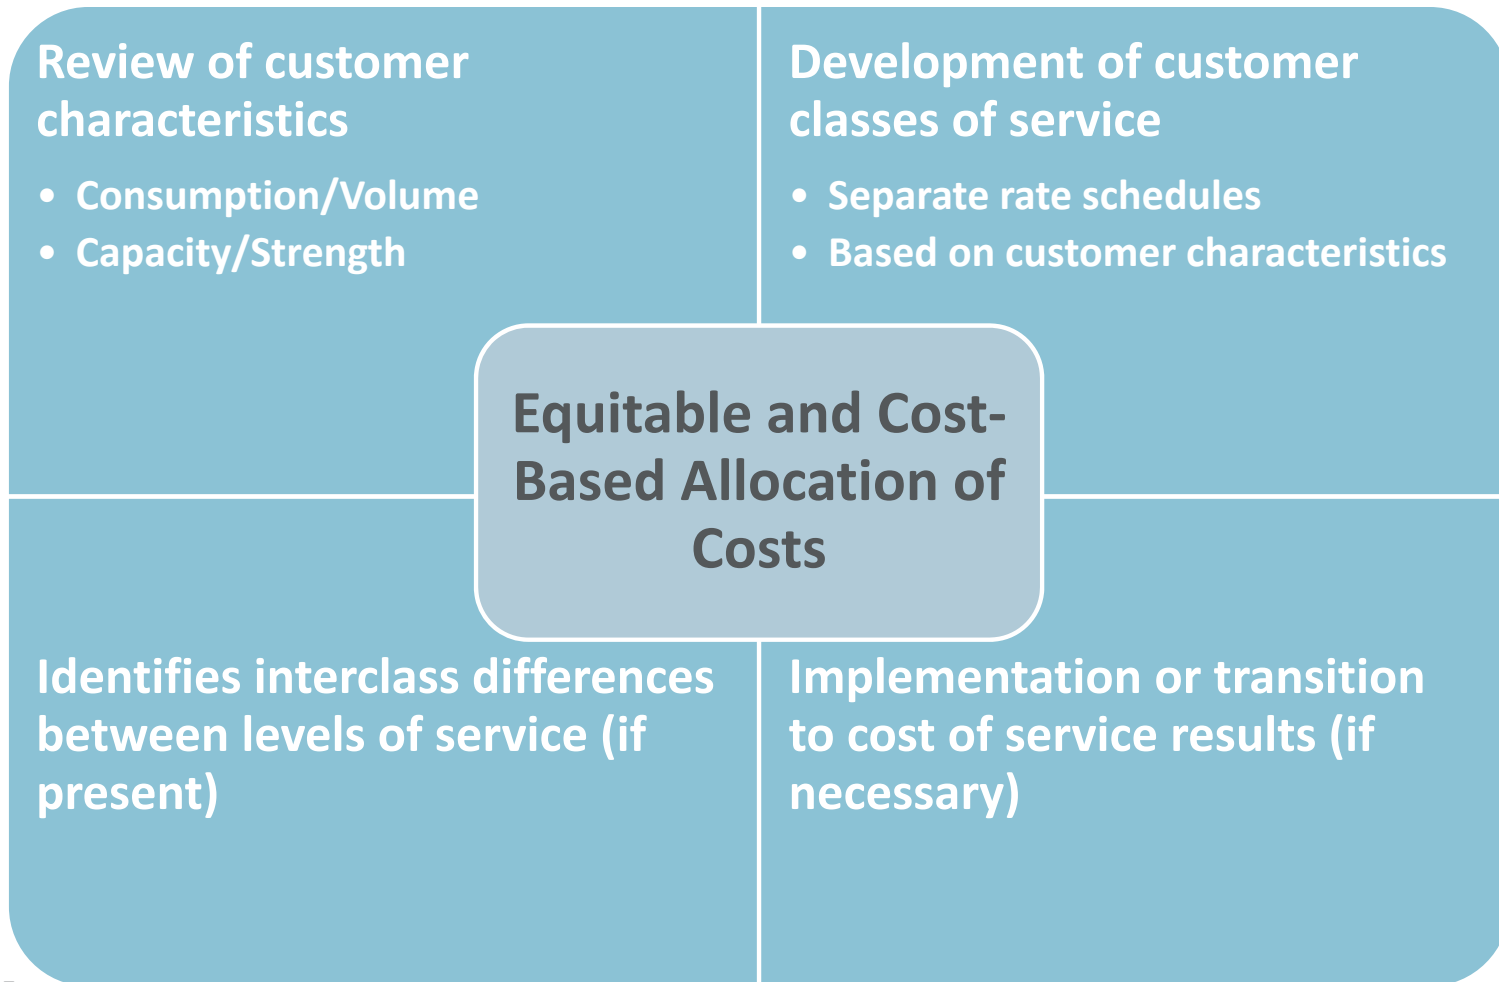 Review of customer
characteristics
• Consumption/Volume
• Capacity/Strength
Development of customer
classes of service
• Separate rate schedules
• Based on customer characteristics
Equitable and Cost-
Based Allocation of
Costs
Identifies interclass differences
between levels of service (if
present)
Implementation or transition
to cost of service results (if
necessary)